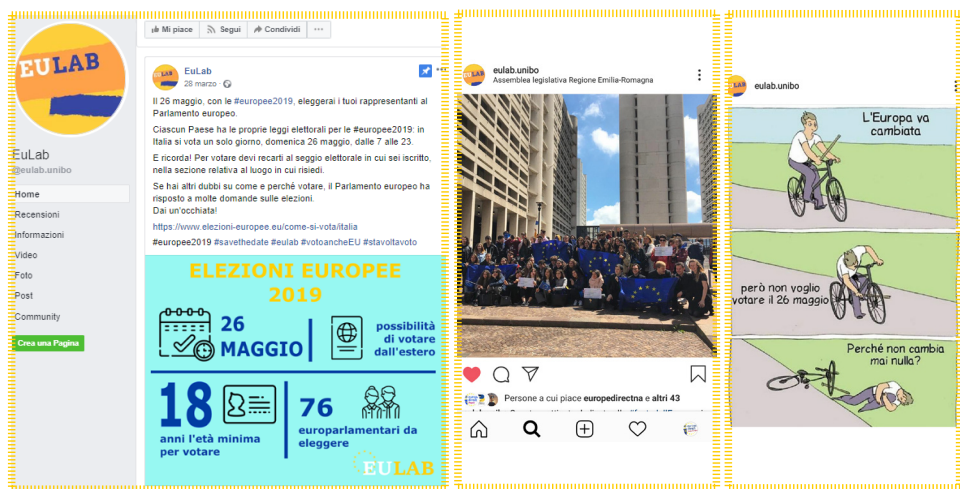 EULAB
EuLab
@eulab.unibo
Home
Recensioni
Informazioni
Video
Foto
Post
Community
Crea una Pagina
Mi piace
Segui
Condividi
EULAB
EuLab
28 marzo
Il 26 maggio, con le #europee2019, eleggerai i tuoi rappresentanti al
Parlamento europeo.
Ciascun Paese ha le proprie leggi elettorali per le #europee2019: in
Italia si vota un solo giorno, domenica 26 maggio, dalle 7 alle 23.
E ricorda! Per votare devi recarti al seggio elettorale in cui sei iscritto,
nella sezione relativa al luogo in cui risiedi.
Se hai altri dubbi su come e perché votare, il Parlamento europeo ha
risposto a molte domande sulle elezioni.
Dai un'occhiata!
https://www.elezioni-europee.eu/come-si-vota/italia
#europee2019 #savethedate #eulab #votoancheEU #stavoltavoto
ELEZIONI EUROPEE
2019
26
MAGGIO
possibilità
di votare
dall'estero
18
anni l'età minima
per votare
76
europarlamentari da
eleggere
EULAB
eulab.unibo
Assemblea legislativa Regione Emilia-Romagna
Persone a cui piace europedirectna e altri 43
eulab.unibo
L'Europa va
cambiata
però non voglio
votare il 26 maggio
Perché non cambia
mai nulla?